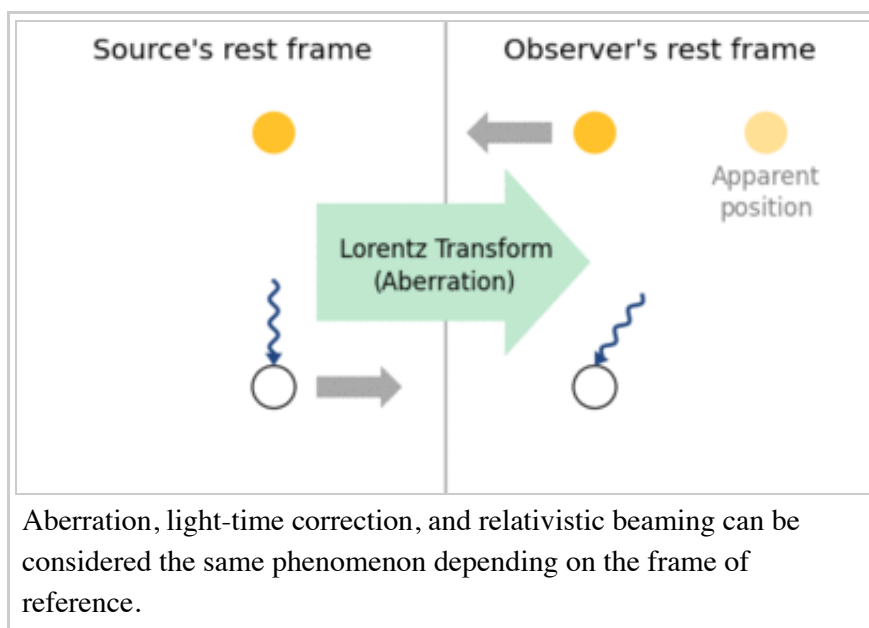 Source's rest frame
Observer's rest frame
Apparent
position
Lorentz Transform
(Aberration)
Aberration, light-time correction, and relativistic beaming can be
considered the same phenomenon depending on the frame of
reference.